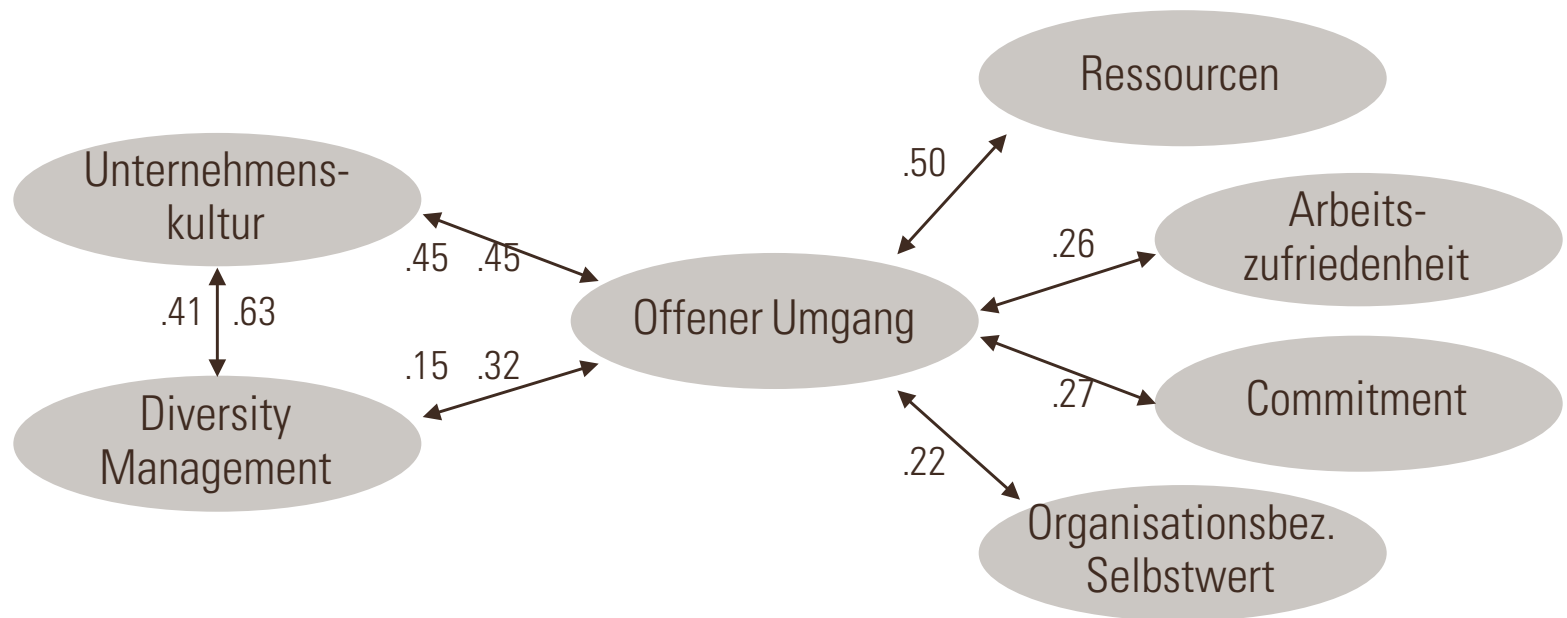 Ressourcen
.50
Unternehmens-
kultur
Arbeits-
zufriedenheit
.26
.45 .45
.41 .63
Offener Umgang
.15 .32
.27
Commitment
Diversity
Management
.22
Organisationsbez.
Selbstwert